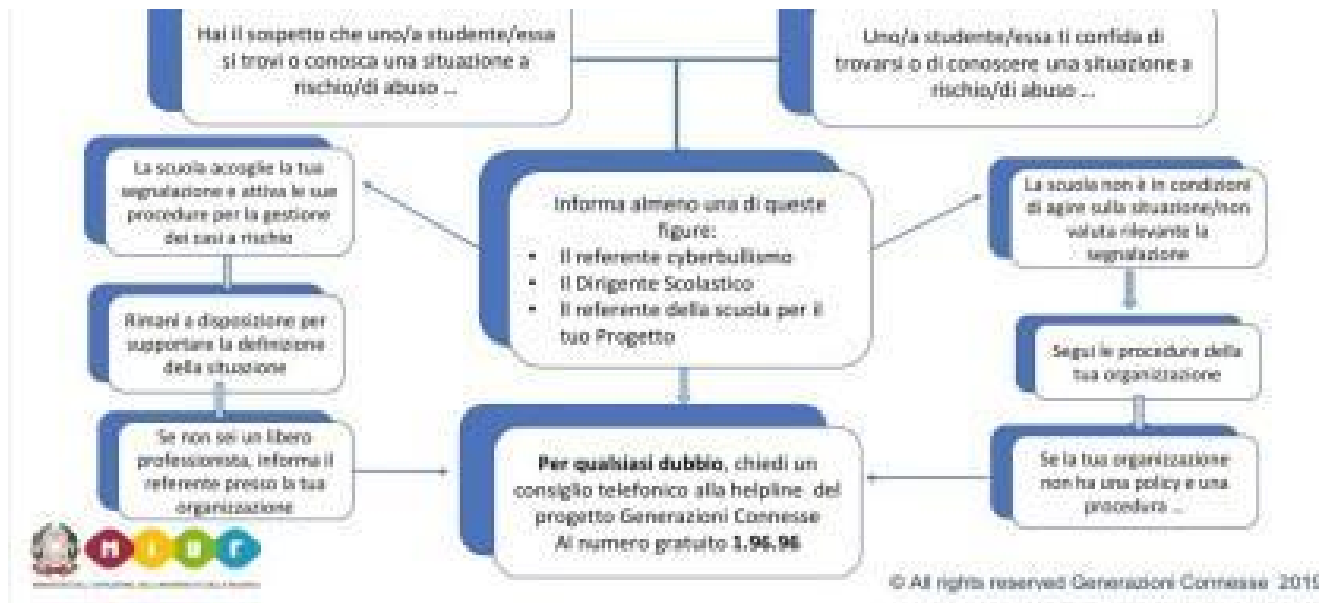 Hai il sospetto che uno/a studente/essa
si trovi o conosca una situazione a
rischio/di abuso ...
Uno/a studente/essa ti confida di
trovarsi o di conoscere una situazione a
rischio/di abuso ...
La scuola accoglie la tua
segnalazione e attiva le sue
procedure per la gestione
dei casi a rischio
Informa almeno una di queste
figure:
• Il referente cyberbullismo
• Il Dirigente Scolastico
• Il referente della scuola per il
tuo Progetto
La scuola non è in condizioni
di agire sulla situazione/non
valuta rilevante la
segnalazione
Rimani a disposizione per
supportare la definizione
della situazione
Segui le procedure della
tua organizzazione
Se non sei un libero
professionista, informa il
referente presso la tua
organizzazione
Per qualsiasi dubbio, chiedi un
consiglio telefonico alla helpline del
progetto Generazioni Connesse
Al numero gratuito 1.96.96
Se la tua organizzazione
non ha una policy e una
procedura ...
miur
© All rights reserved Generazioni Connesse 2019